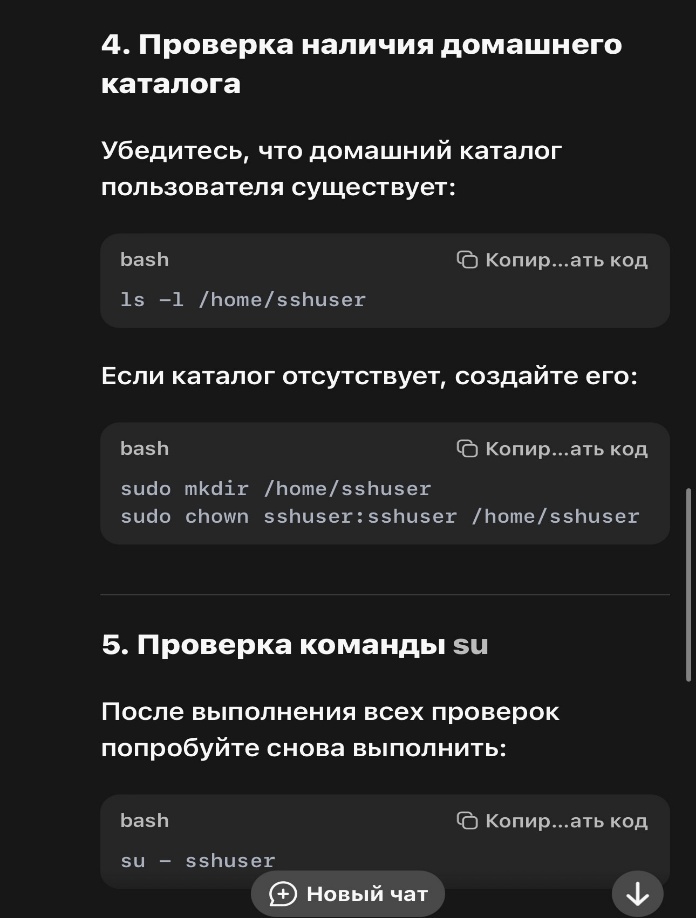 4. Проверка наличия домашнего
каталога
Убедитесь, что домашний каталог
пользователя существует:
bash
Копир...ать код
ls -l /home/sshuser
Если каталог отсутствует, создайте его:
bash
Копир...ать код
sudo mkdir /home/sshuser
sudo chown sshuser:sshuser /home/sshuser
5. Проверка команды su
После выполнения всех проверок
попробуйте снова выполнить:
bash
Копир...ать код
su - sshuser
Новый чат